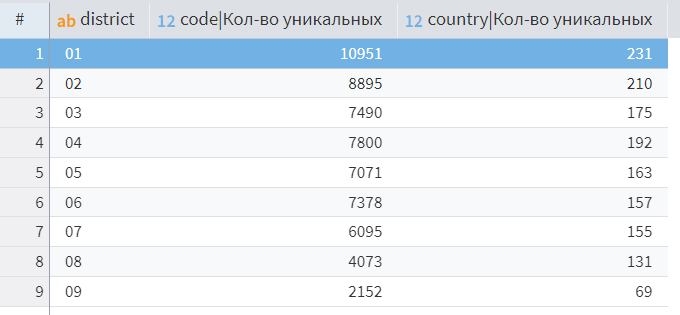 # ab district 12 code|Кол-во уникальных 12 country|Кол-во уникальных
1 01 10951 231
2 02 8895 210
3 03 7490 175
4 04 7800 192
5 05 7071 163
6 06 7378 157
7 07 6095 155
8 08 4073 131
9 09 2152 69